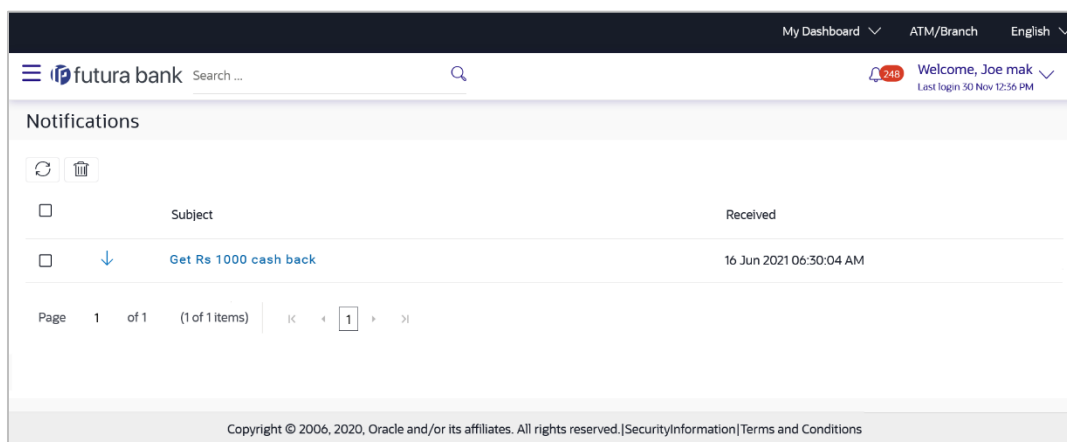 My Dashboard ATM/Branch English
futura bank Search ... 248 Welcome, Joe mak
Last login 30 Nov 12:36 PM
Notifications
Subject Received
Get Rs 1000 cash back 16 Jun 2021 06:30:04 AM
Page 1 of 1 (1 of 1 items) 1
Copyright © 2006, 2020, Oracle and/or its affiliates. All rights reserved.|SecurityInformation|Terms and Conditions